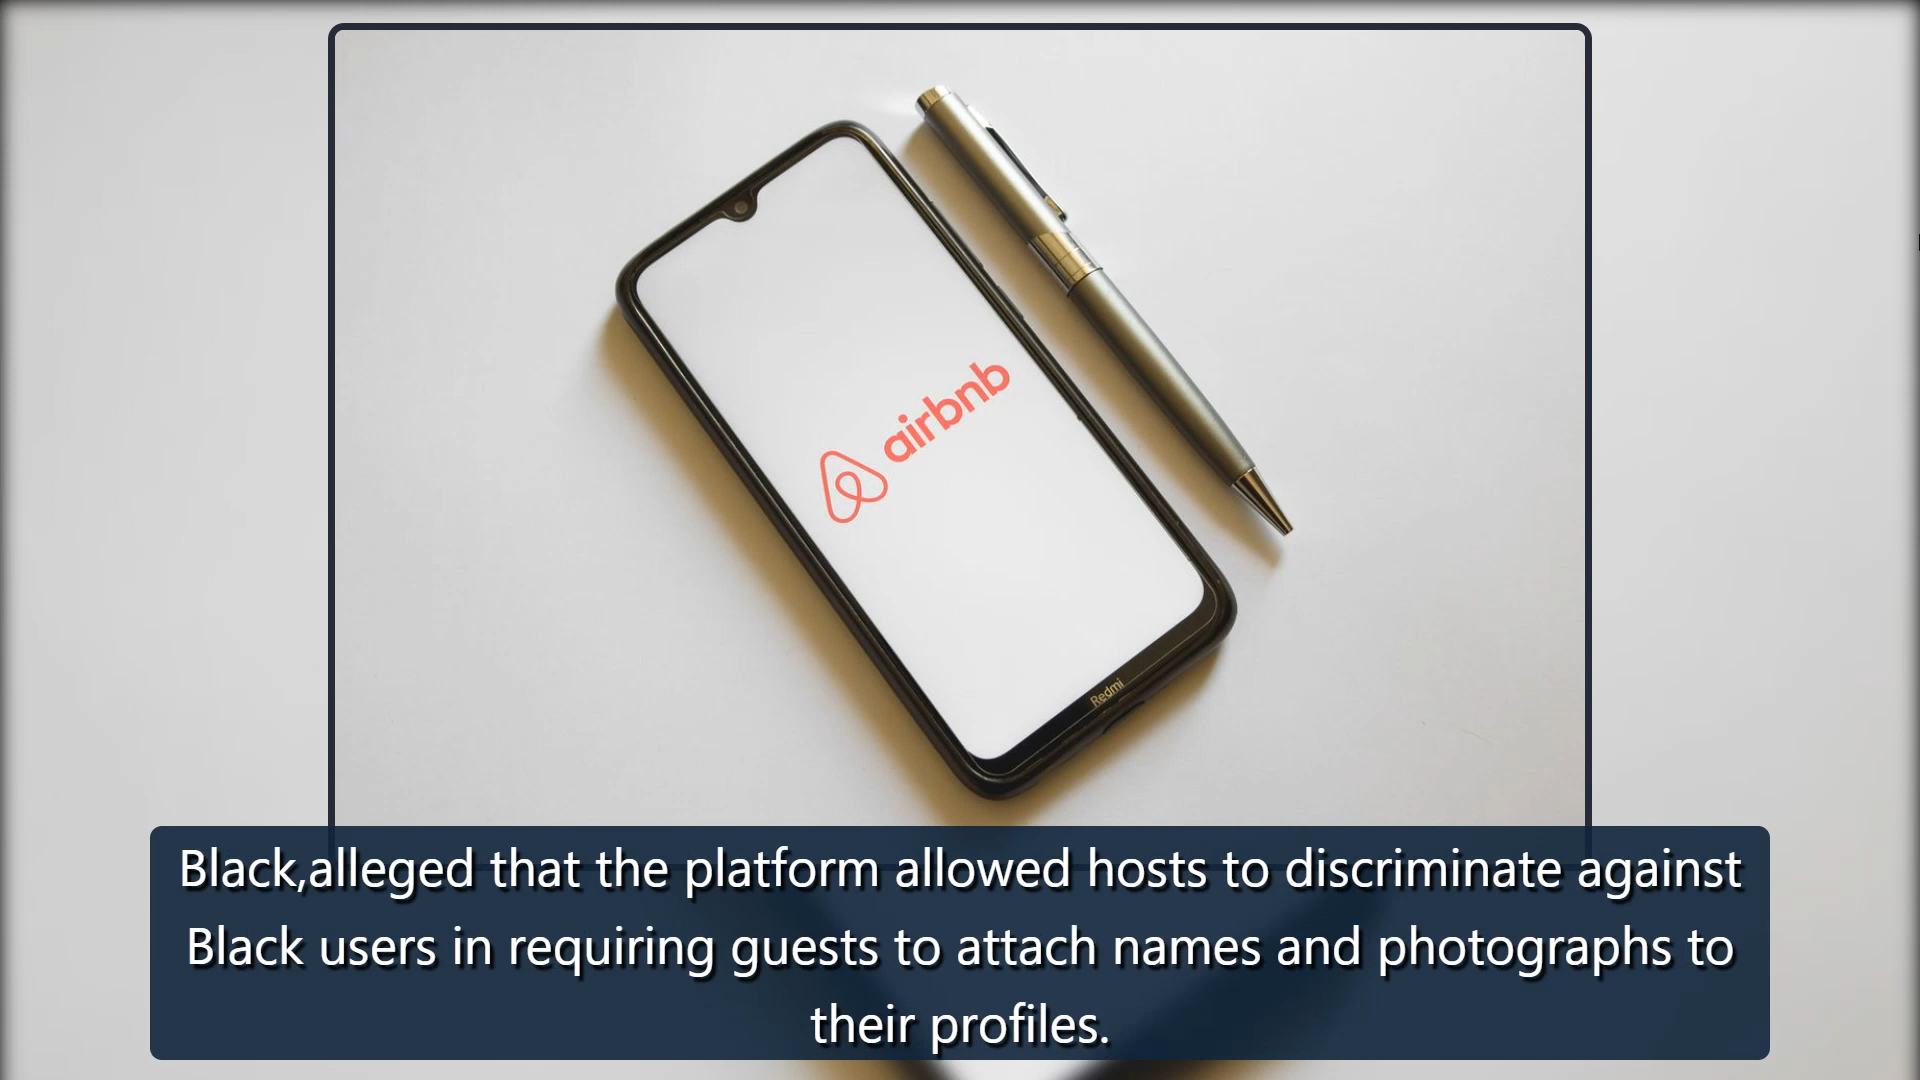 airbnb
Redmi
Black,alleged that the platform allowed hosts to discriminate against
Black users in requiring guests to attach names and photographs to
their profiles.